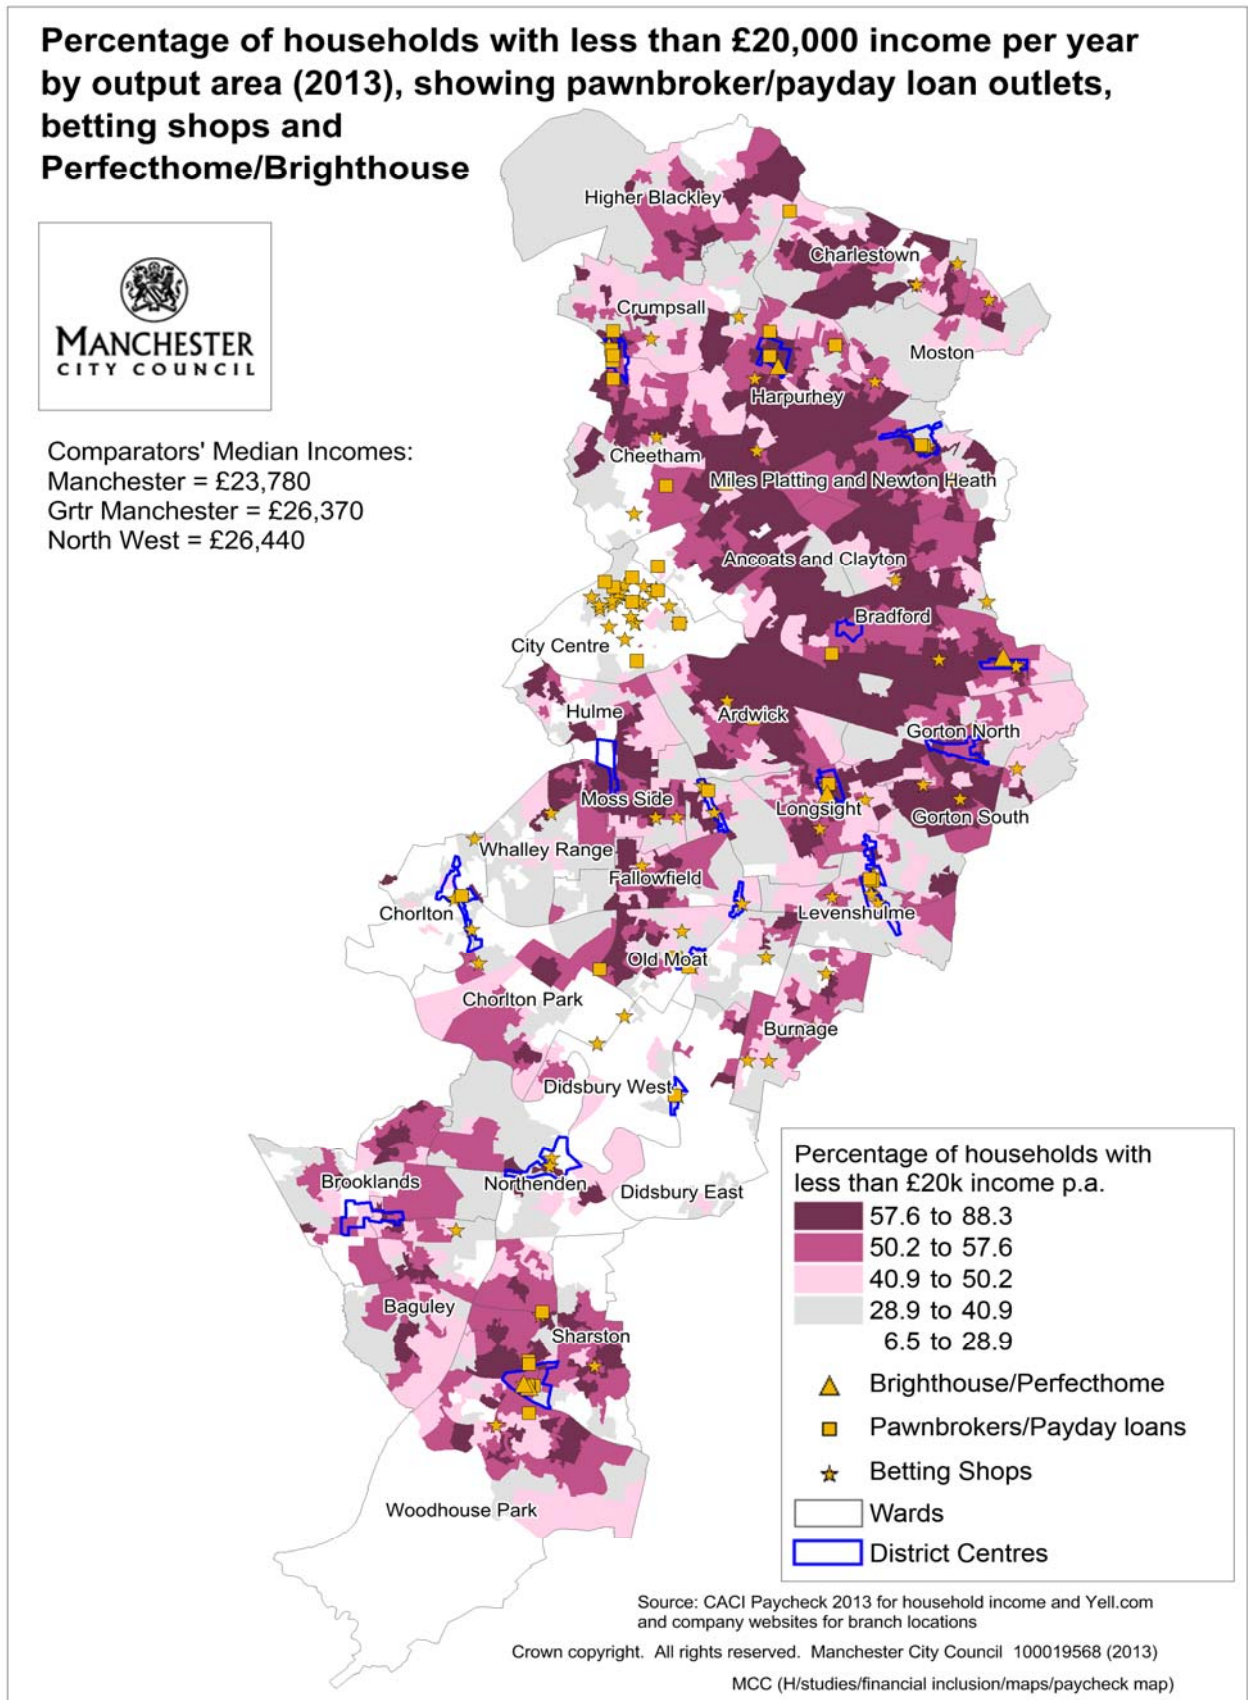 Percentage of households with less than £20,000 income per year
by output area (2013), showing pawnbroker/payday loan outlets,
betting shops and
Perfecthome/Brighthouse
MANCHESTER
CITY COUNCIL
Comparators' Median Incomes:
Manchester = £23,780
Grtr Manchester = £26,370
North West = £26,440
Higher Blackley
Charlestown
Crumpsall
Moston
Harpurhey
Cheetham
Miles Platting and Newton Heath
Ancoats and Clayton
Bradford
City Centre
Hulme
Ardwick
Gorton North
Moss Side
Longsight
Gorton South
Whalley Range
Fallowfield
Chorlton
Levenshulme
Old Moat
Chorlton Park
Burnage
Didsbury West
Brooklands
Northenden
Didsbury East
Baguley
Sharston
Woodhouse Park
Percentage of households with
less than £20k income p.a.
57.6 to 88.3
50.2 to 57.6
40.9 to 50.2
28.9 to 40.9
6.5 to 28.9
Brighthouse/Perfecthome
Pawnbrokers/Payday loans
Betting Shops
Wards
District Centres
Source: CACI Paycheck 2013 for household income and Yell.com
and company websites for branch locations
Crown copyright. All rights reserved. Manchester City Council 100019568 (2013)
MCC (H/studies/financial inclusion/maps/paycheck map)